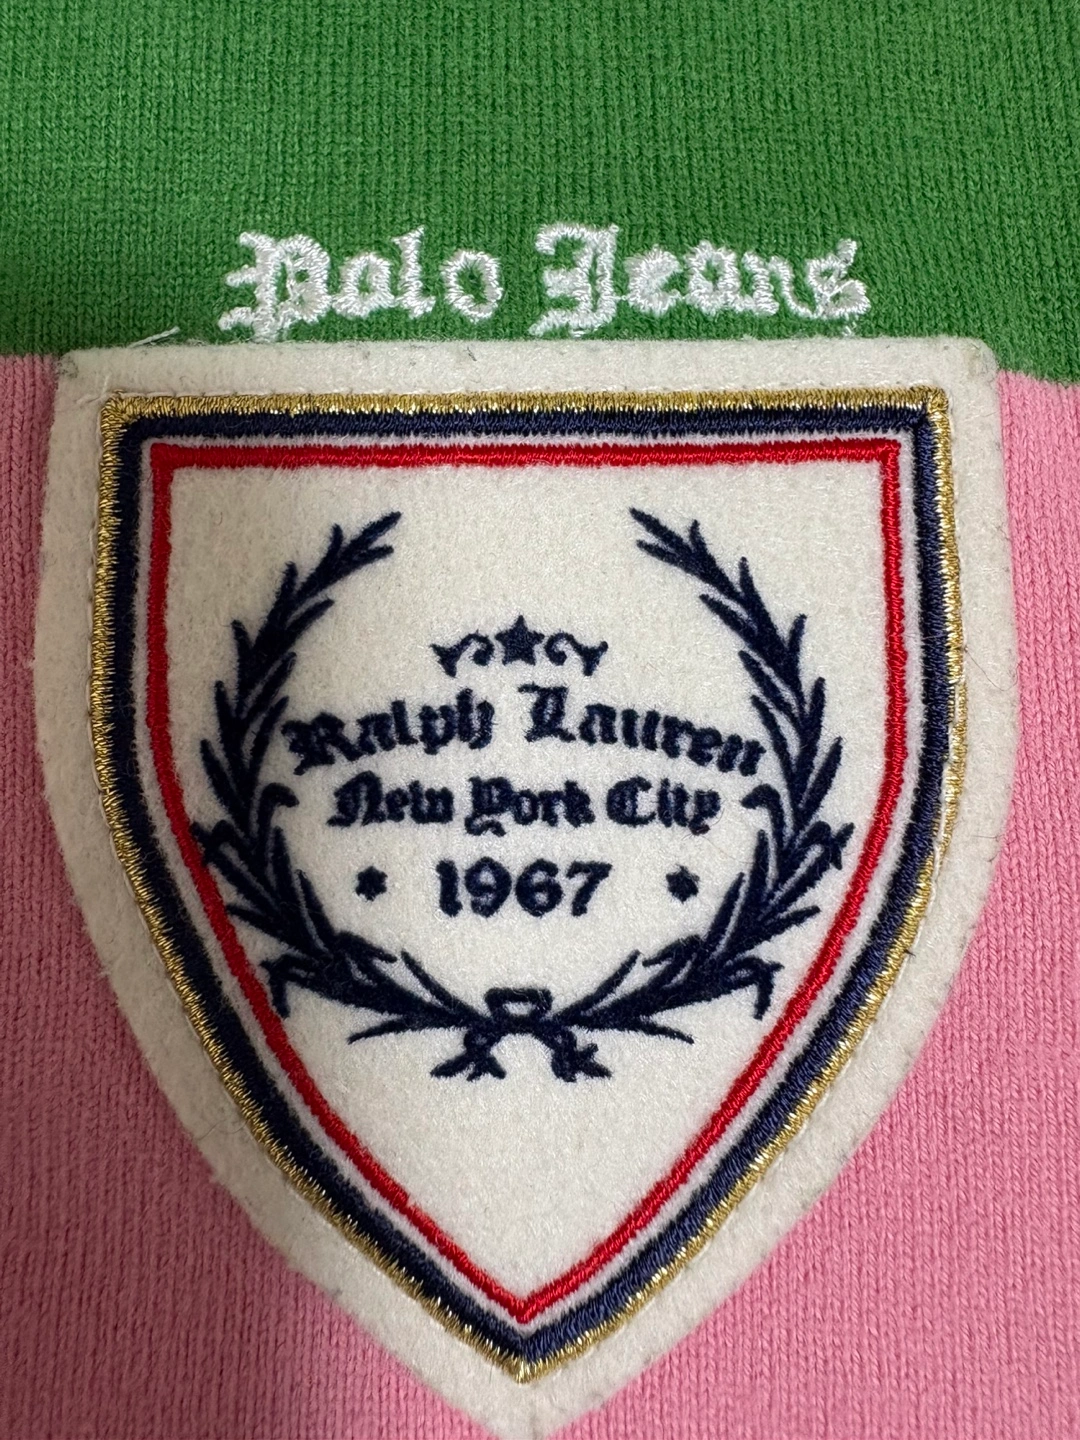 Polo Jeans
Ralph Lauren
New York City
1967